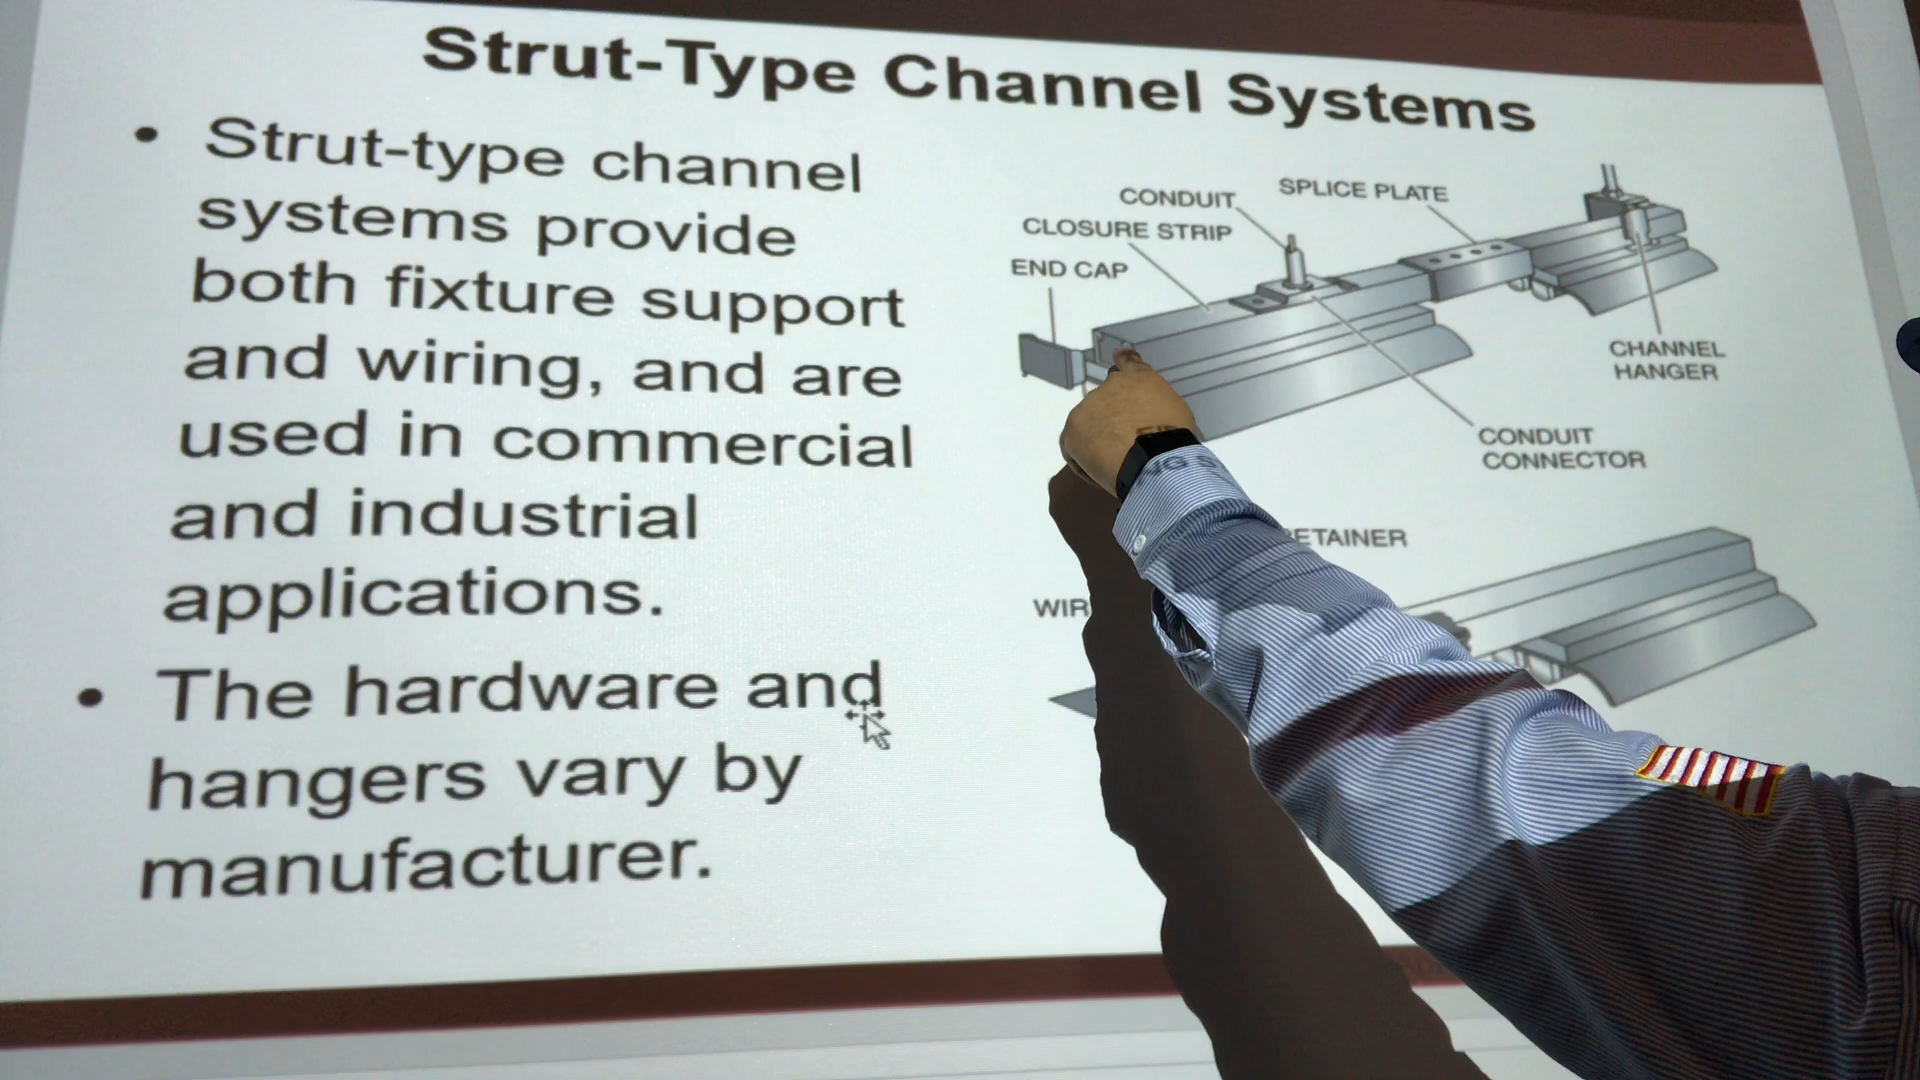 Strut-Type Channel Systems
• Strut-type channel
systems provide
both fixture support
and wiring, and are
used in commercial
and industrial
applications.
• The hardware and
hangers vary by
manufacturer.
CONDUIT
SPLICE PLATE
CLOSURE STRIP
END CAP
CHANNEL
HANGER
CONDUIT
CONNECTOR
RETAINER